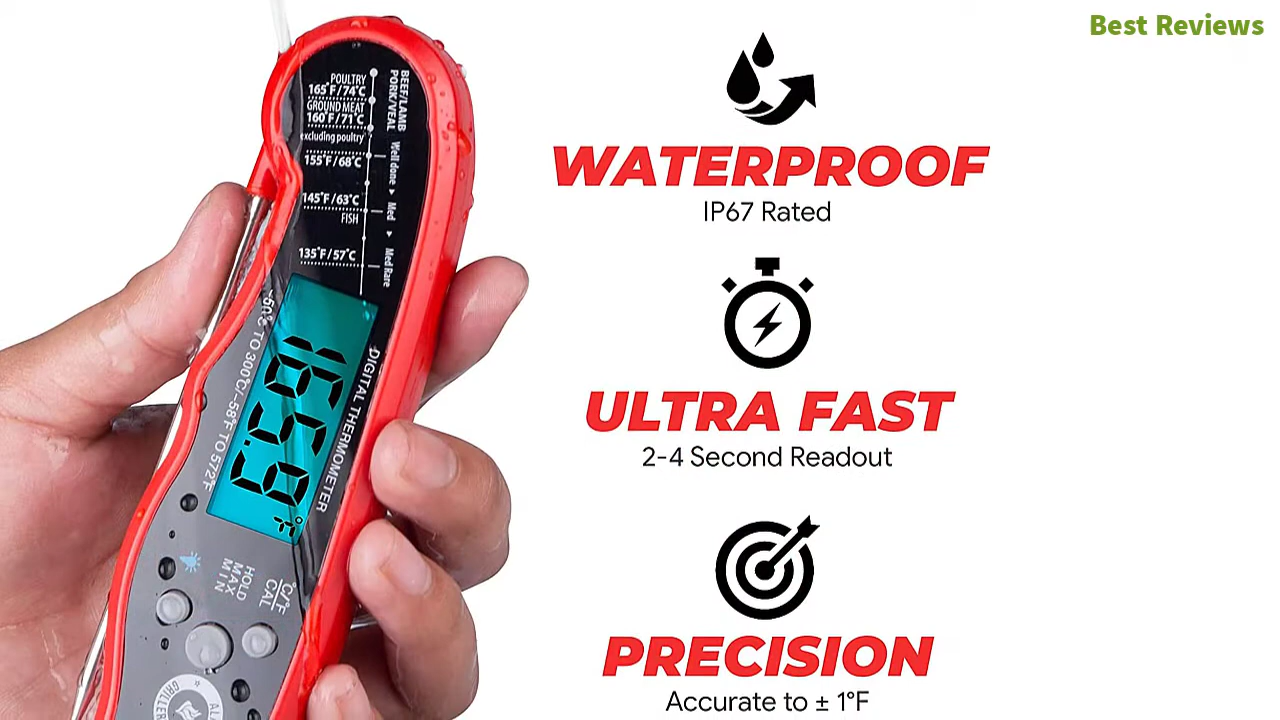 Best Reviews
POULTRY
165°F/74°C
GROUND MEAT
160°F/71°C
excluding poultry
155°F/68°C
145°F/63°C
FISH
135°F/57°C
BEEF/LAMB
PORK/VEAL
Well done
Med
Med Rare
-50°C TO 300°C/-58°F TO 572°F
165.9°F
DIGITAL THERMOMETER
HOLD
MAX
MIN
°C/°F
CAL
WATERPROOF
IP67 Rated
ULTRA FAST
2-4 Second Readout
PRECISION
Accurate to ± 1°F